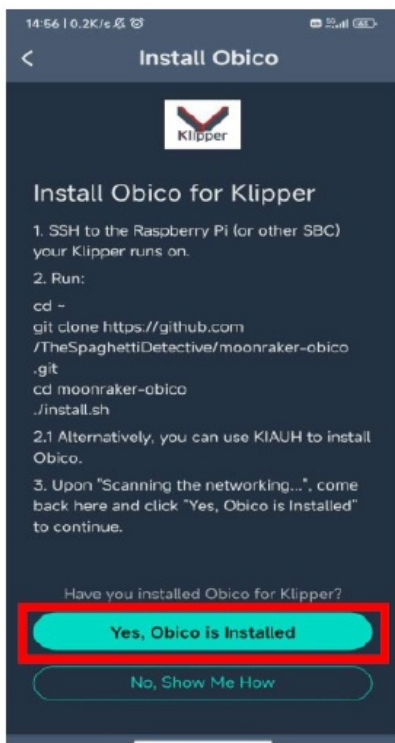 14:56 | 0.2K/s
Install Obico
Klipper
Install Obico for Klipper
1. SSH to the Raspberry Pi (or other SBC)
your Klipper runs on.
2. Run:
cd ~
git clone https://github.com
/TheSpaghettiDetective/moonraker-obico
.git
cd moonraker-obico
./install.sh
2.1 Alternatively, you can use KIAUH to install
Obico.
3. Upon "Scanning the networking...", come
back here and click "Yes, Obico is Installed"
to continue.
Have you installed Obico for Klipper?
Yes, Obico is Installed
No, Show Me How